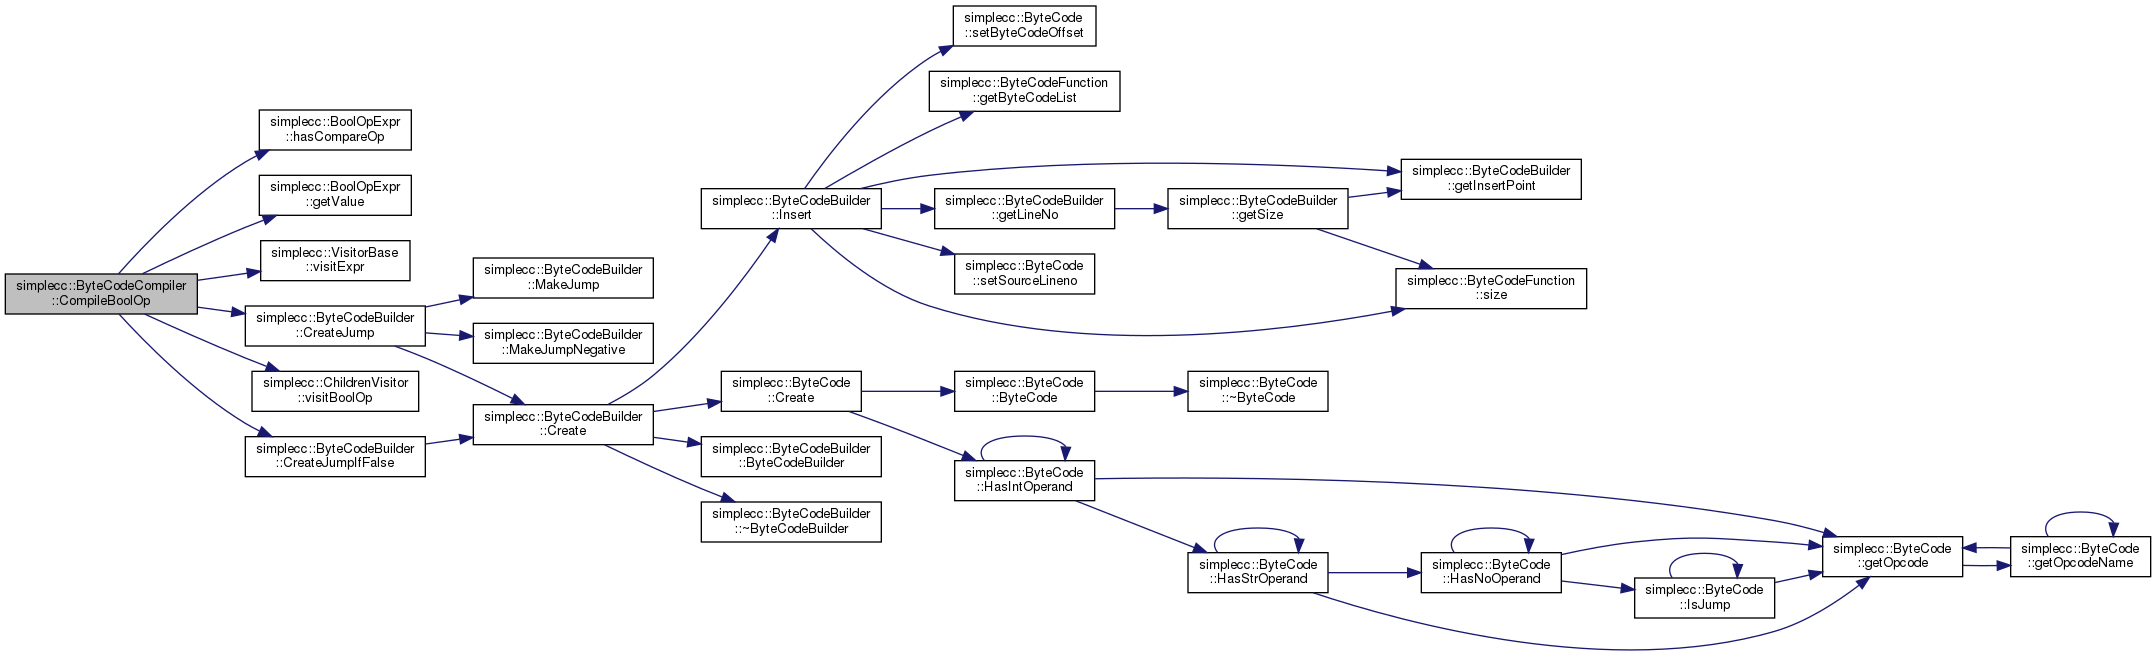 simplecc::ByteCodeCompiler
::CompileBoolOp
simplecc::BoolOpExpr
::hasCompareOp
simplecc::BoolOpExpr
::getValue
simplecc::VisitorBase
::visitExpr
simplecc::ByteCodeBuilder
::CreateJump
simplecc::ChildrenVisitor
::visitBoolOp
simplecc::ByteCodeBuilder
::CreateJumpIfFalse
simplecc::ByteCodeBuilder
::MakeJump
simplecc::ByteCodeBuilder
::MakeJumpNegative
simplecc::ByteCodeBuilder
::Create
simplecc::ByteCodeBuilder
::Insert
simplecc::ByteCode
::Create
simplecc::ByteCodeBuilder
::ByteCodeBuilder
simplecc::ByteCodeBuilder
::~ByteCodeBuilder
simplecc::ByteCode
::setByteCodeOffset
simplecc::ByteCodeFunction
::getByteCodeList
simplecc::ByteCodeBuilder
::getLineNo
simplecc::ByteCode
::setSourceLineno
simplecc::ByteCode
::ByteCode
simplecc::ByteCode
::HasIntOperand
simplecc::ByteCodeBuilder
::getSize
simplecc::ByteCode
::~ByteCode
simplecc::ByteCode
::HasStrOperand
simplecc::ByteCodeBuilder
::getInsertPoint
simplecc::ByteCodeFunction
::size
simplecc::ByteCode
::HasNoOperand
simplecc::ByteCode
::IsJump
simplecc::ByteCode
::getOpcode
simplecc::ByteCode
::getOpcodeName